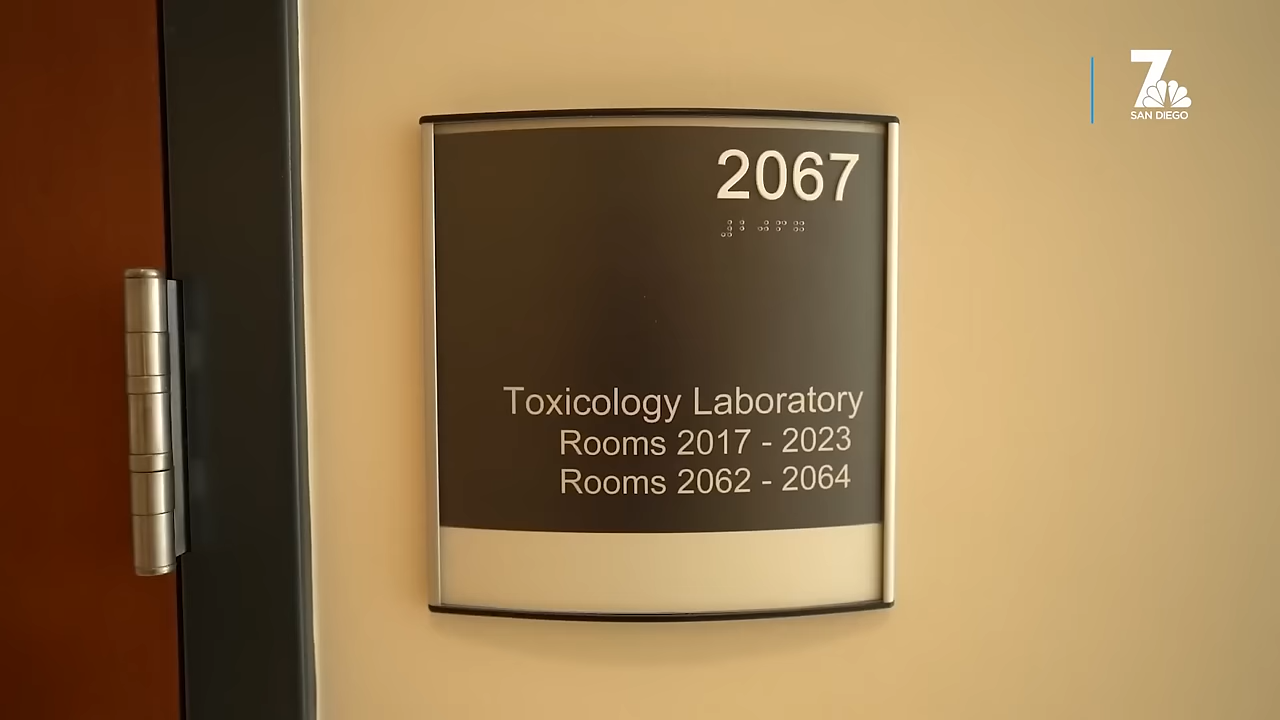 7
SAN DIEGO
2067
Toxicology Laboratory
Rooms 2017 - 2023
Rooms 2062 - 2064